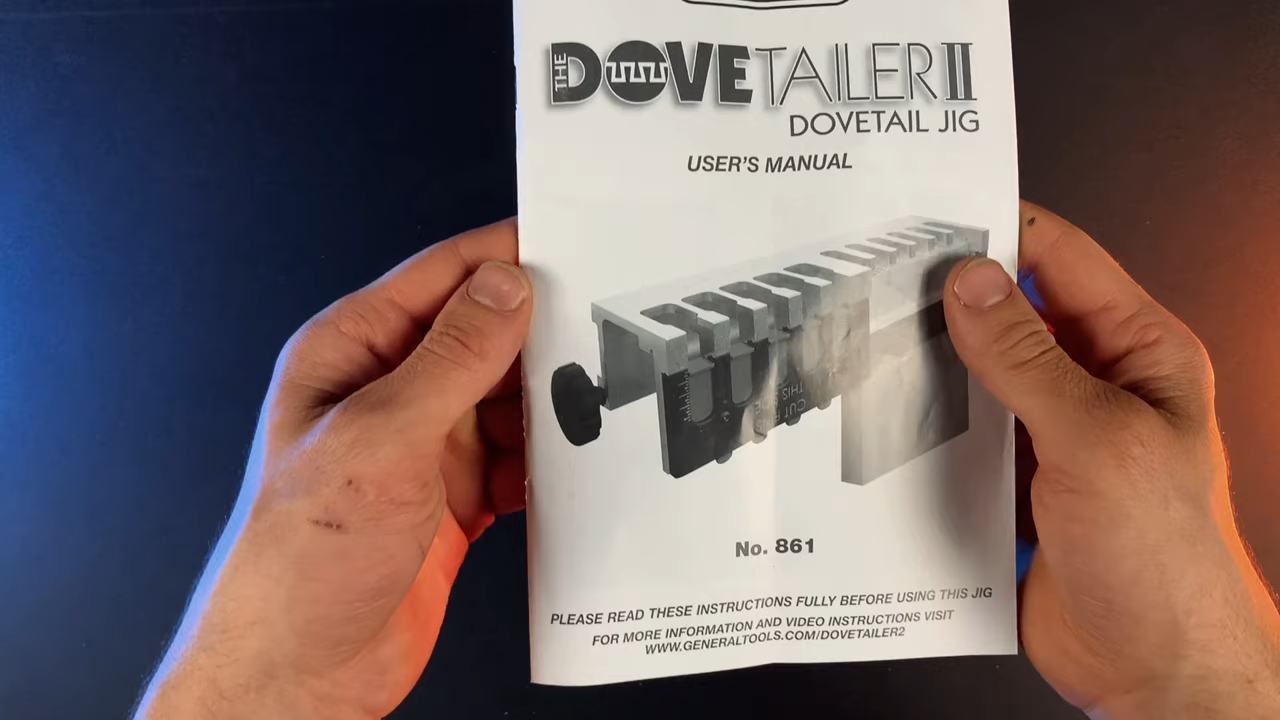 THE DOVETAILER II
DOVETAIL JIG
USER'S MANUAL
CUT
THIS
No. 861
PLEASE READ THESE INSTRUCTIONS FULLY BEFORE USING THIS JIG
FOR MORE INFORMATION AND VIDEO INSTRUCTIONS VISIT
WWW.GENERALTOOLS.COM/DOVETAILER2